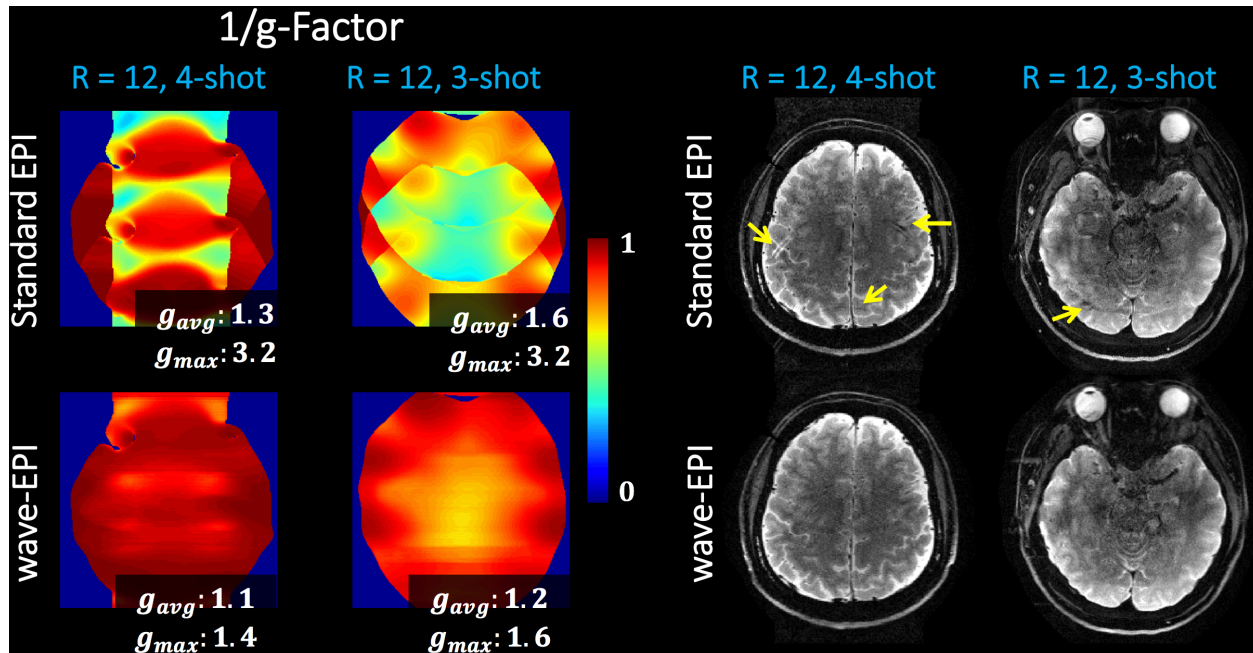 1/g-Factor
R = 12, 4-shot
R = 12, 3-shot
R = 12, 4-shot
R = 12, 3-shot
Standard EPI
g_avg: 1.3
g_max: 3.2
g_avg: 1.6
g_max: 3.2
1
0
Standard EPI
wave-EPI
g_avg: 1.1
g_max: 1.4
g_avg: 1.2
g_max: 1.6
wave-EPI